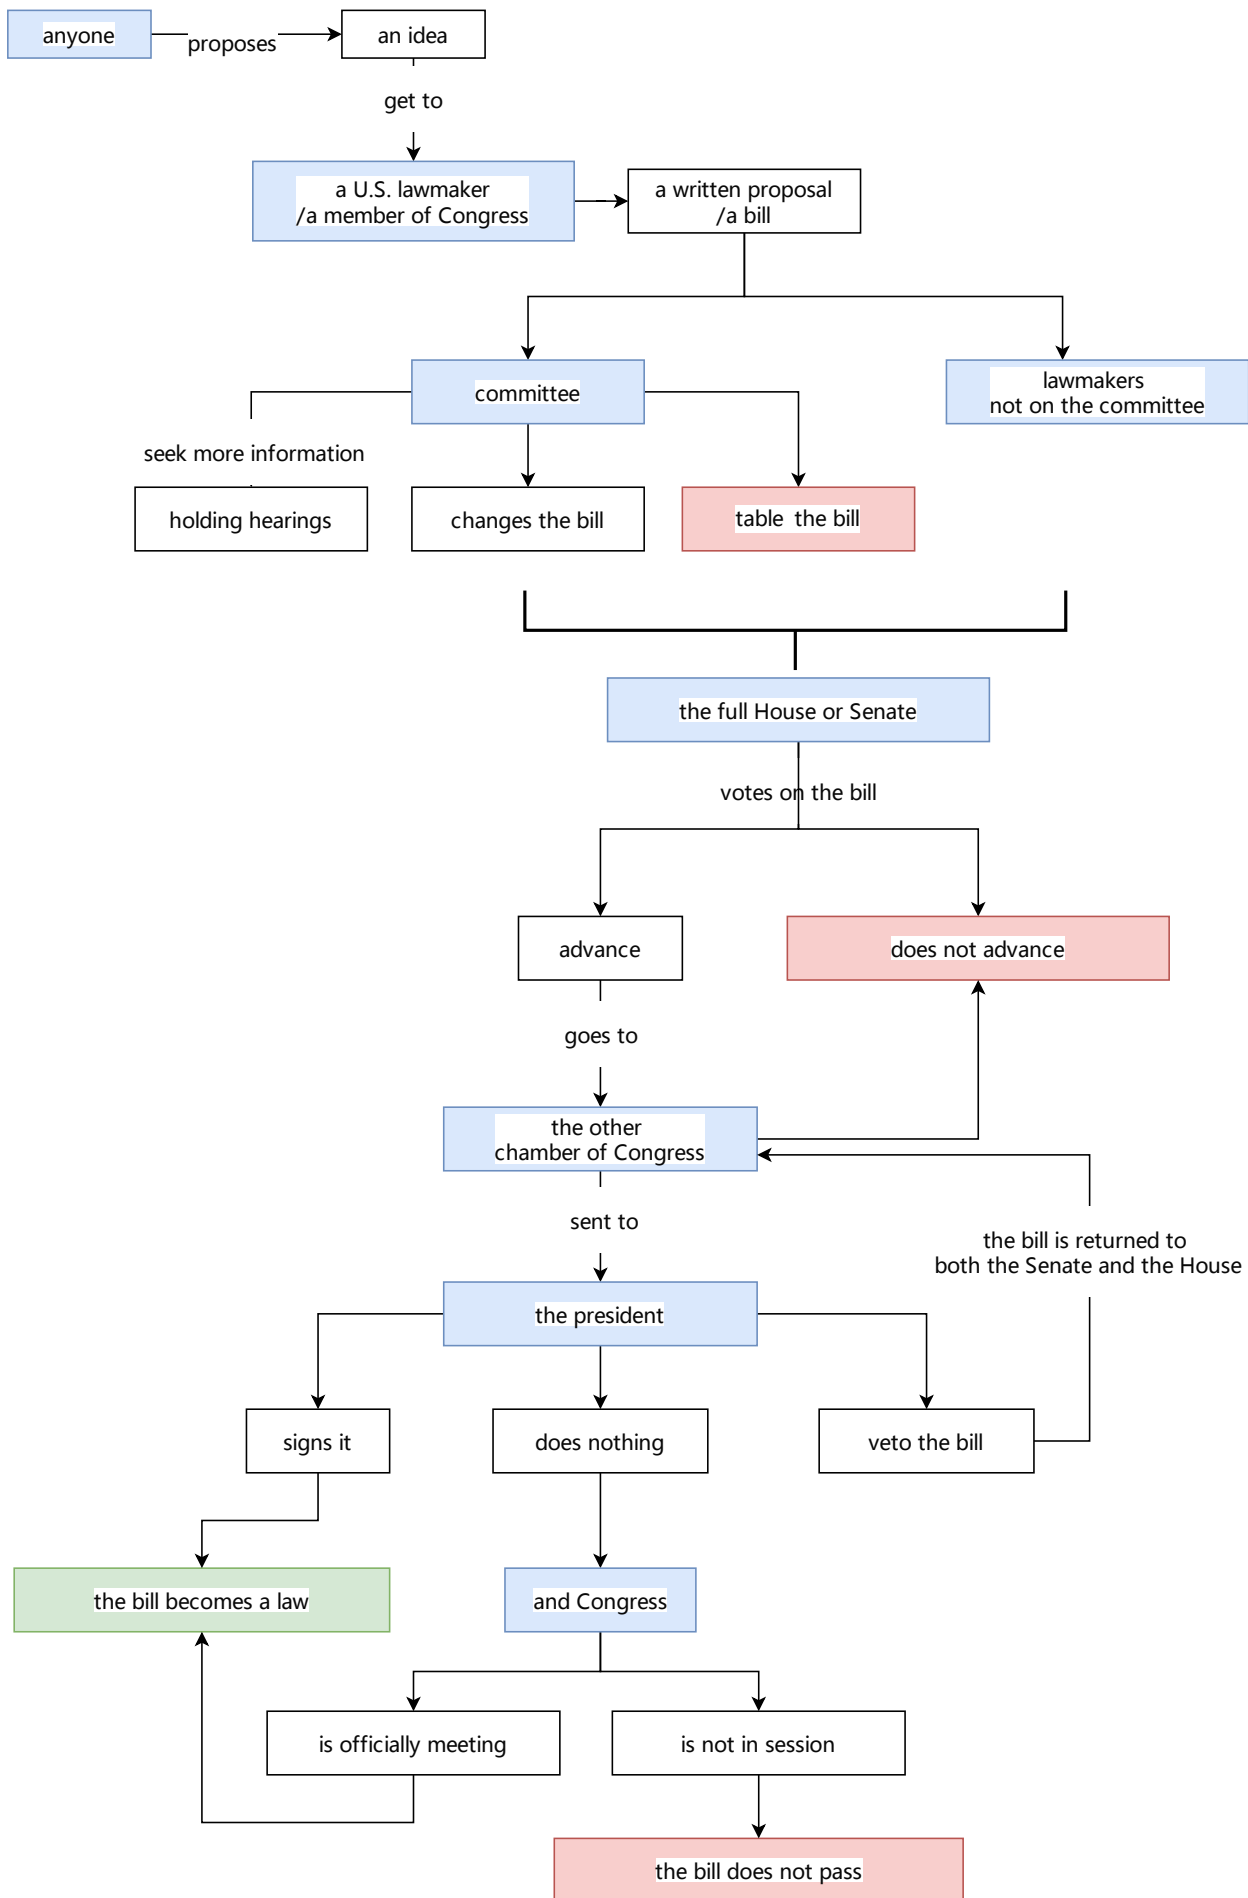 anyone
proposes
an idea
get to
a U.S. lawmaker
/a member of Congress
a written proposal
/a bill
committee
lawmakers
not on the committee
seek more information
holding hearings
changes the bill
table the bill
the full House or Senate
votes on the bill
advance
does not advance
goes to
the other
chamber of Congress
sent to
the bill is returned to
both the Senate and the House
the president
signs it
does nothing
veto the bill
the bill becomes a law
and Congress
is officially meeting
is not in session
the bill does not pass